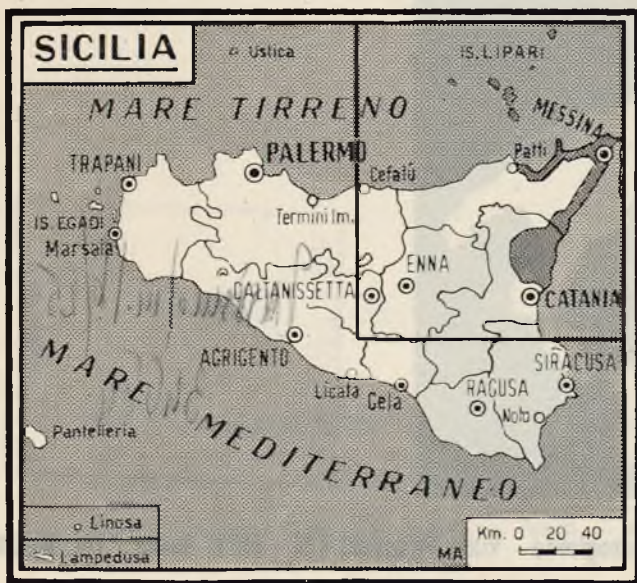 SICILIA
Ustica
IS. LIPARI
MARE TIRRENO
MESSINA
TRAPANI
PALERMO
Cefalú
Patti
Termini Im.
IS. EGADI
Marsala
ENNA
CALTANISSETTA
CATANIA
AGRIGENTO
SIRACUSA
Licata
Gela
RAGUSA
Noto
MARE MEDITERRANEO
Pantelleria
Linosa
Lampedusa
Km. 0 20 40
MA